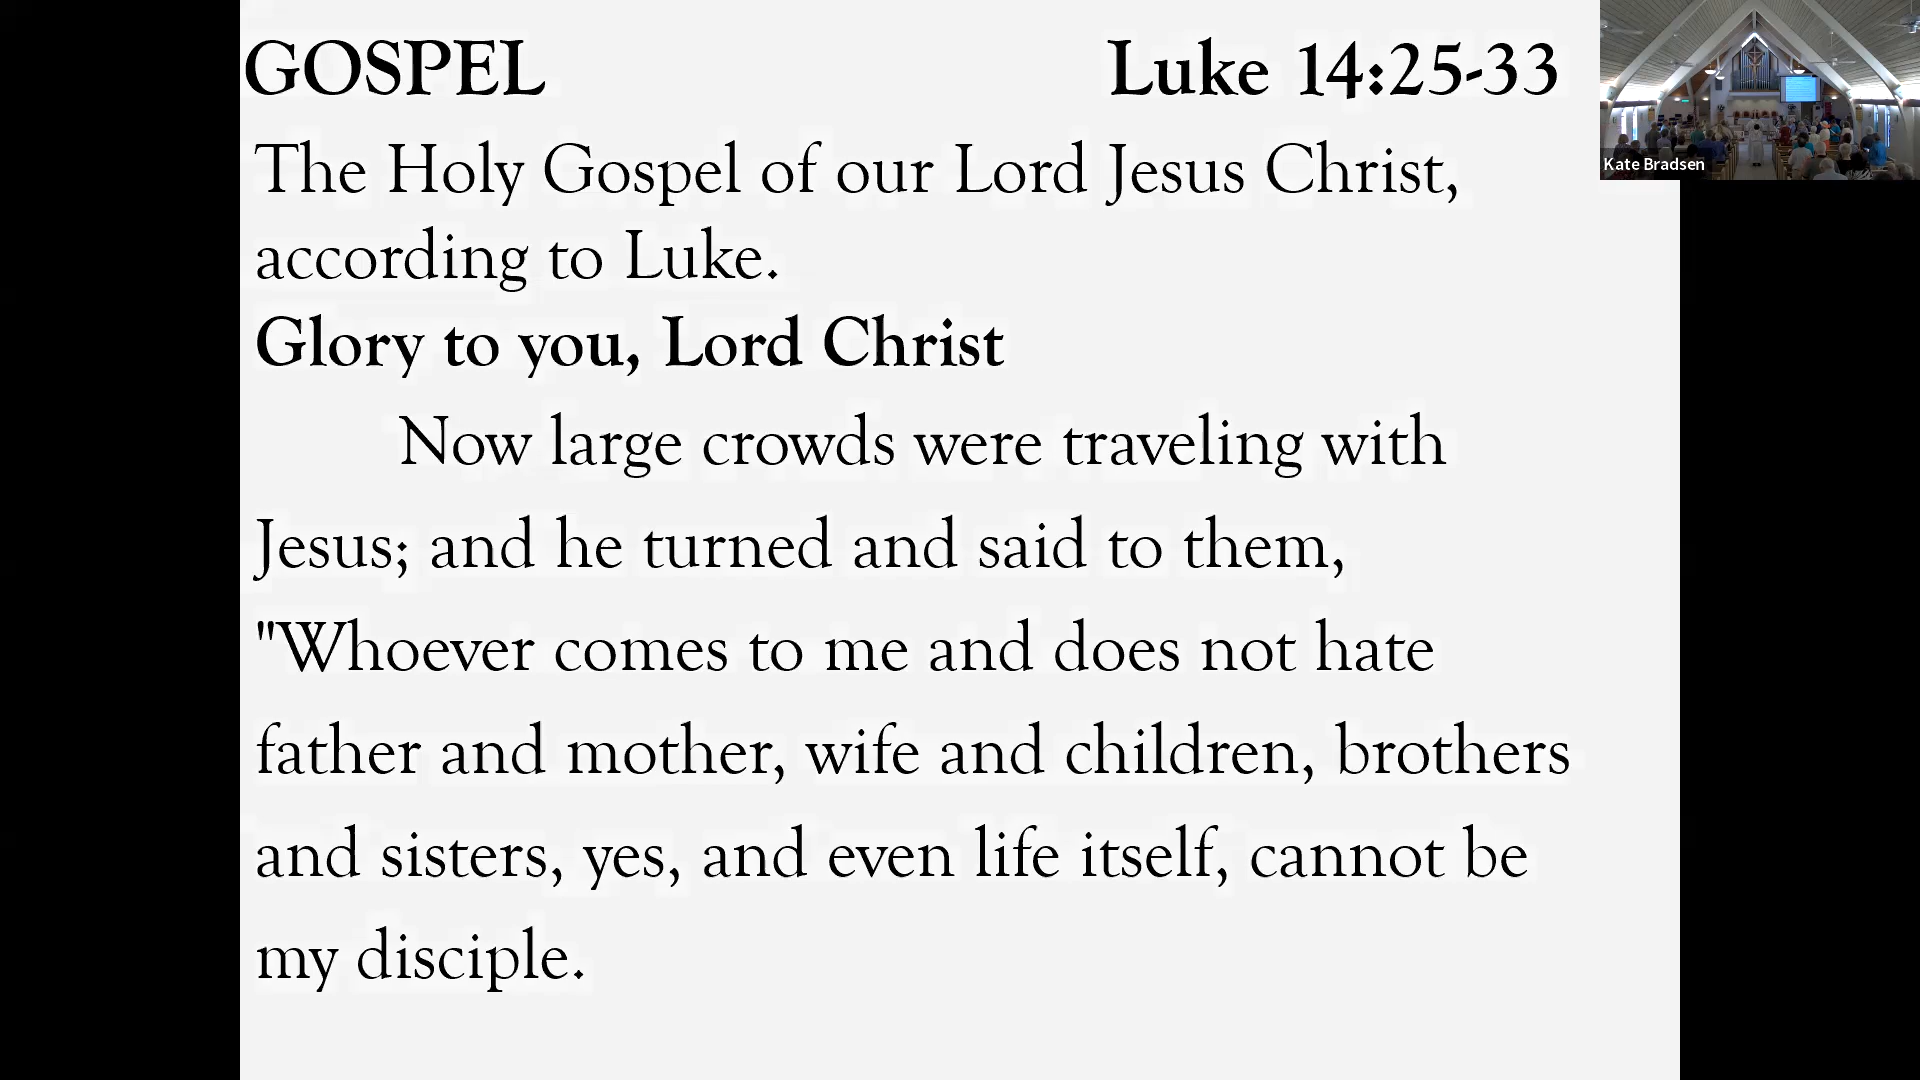 GOSPEL Luke 14:25-33
The Holy Gospel of our Lord Jesus Christ,
according to Luke.
Glory to you, Lord Christ
Now large crowds were traveling with
Jesus; and he turned and said to them,
"Whoever comes to me and does not hate
father and mother, wife and children, brothers
and sisters, yes, and even life itself, cannot be
my disciple.
Kate Bradsen